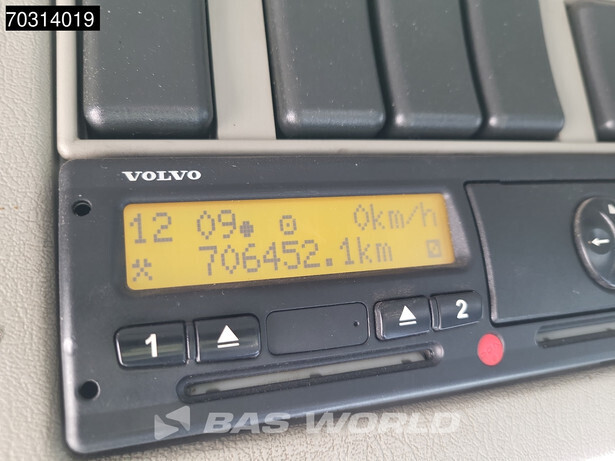 70314019
VOLVO
12 09 0km/h
706452.1km
1 2
BAS WORLD